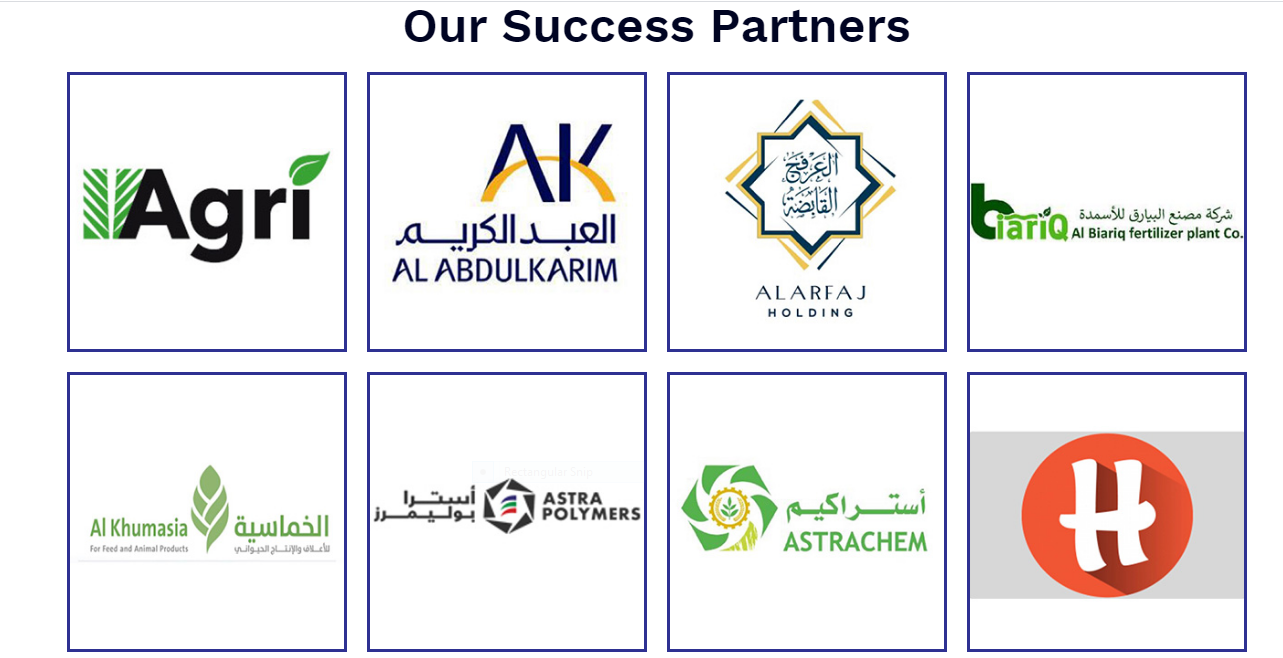 Our Success Partners
Agri
AK
العبد الكريم
AL ABDULKARIM
العرفج
القابضة
ALARFAJ
HOLDING
biariQ
شركة مصنع البيارق للأسمدة
Al Biariq fertilizer plant Co.
Al Khumasia
For Feed and Animal Products
الخماسية
للأعلاف والإنتاج الحيواني
Rectangular Snip
أسترا
بوليمرز
ASTRA
POLYMERS
أستراكيم
ASTRACHEM
H